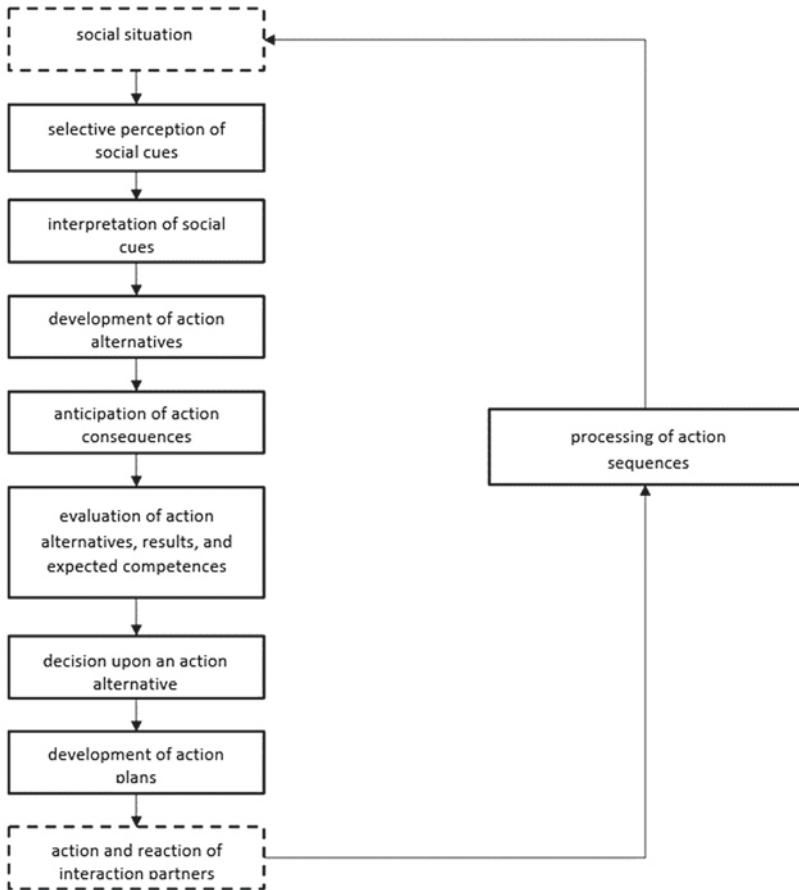 social situation
selective perception of
social cues
interpretation of social
cues
development of action
alternatives
anticipation of action
consequences
evaluation of action
alternatives, results, and
expected competences
decision upon an action
alternative
development of action
plans
action and reaction of
interaction partners
processing of action
sequences